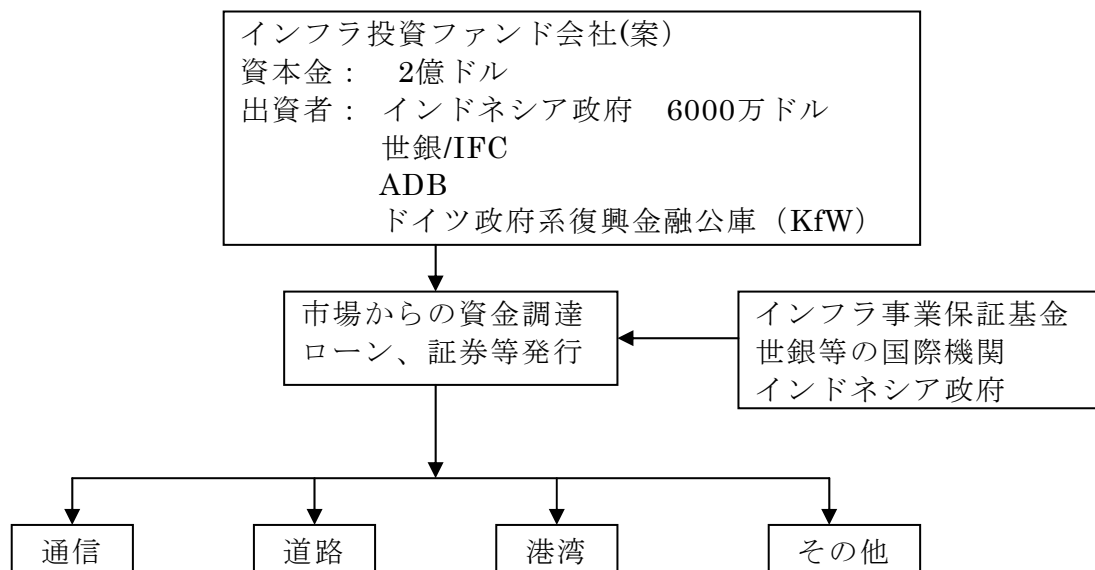 インフラ投資ファンド会社(案）
資本金： 2億ドル
出資者： インドネシア政府 6000万ドル
世銀/IFC
ADB
ドイツ政府系復興金融公庫（KfW）
市場からの資金調達
ローン、証券等発行
インフラ事業保証基金
世銀等の国際機関
インドネシア政府
通信
道路
港湾
その他